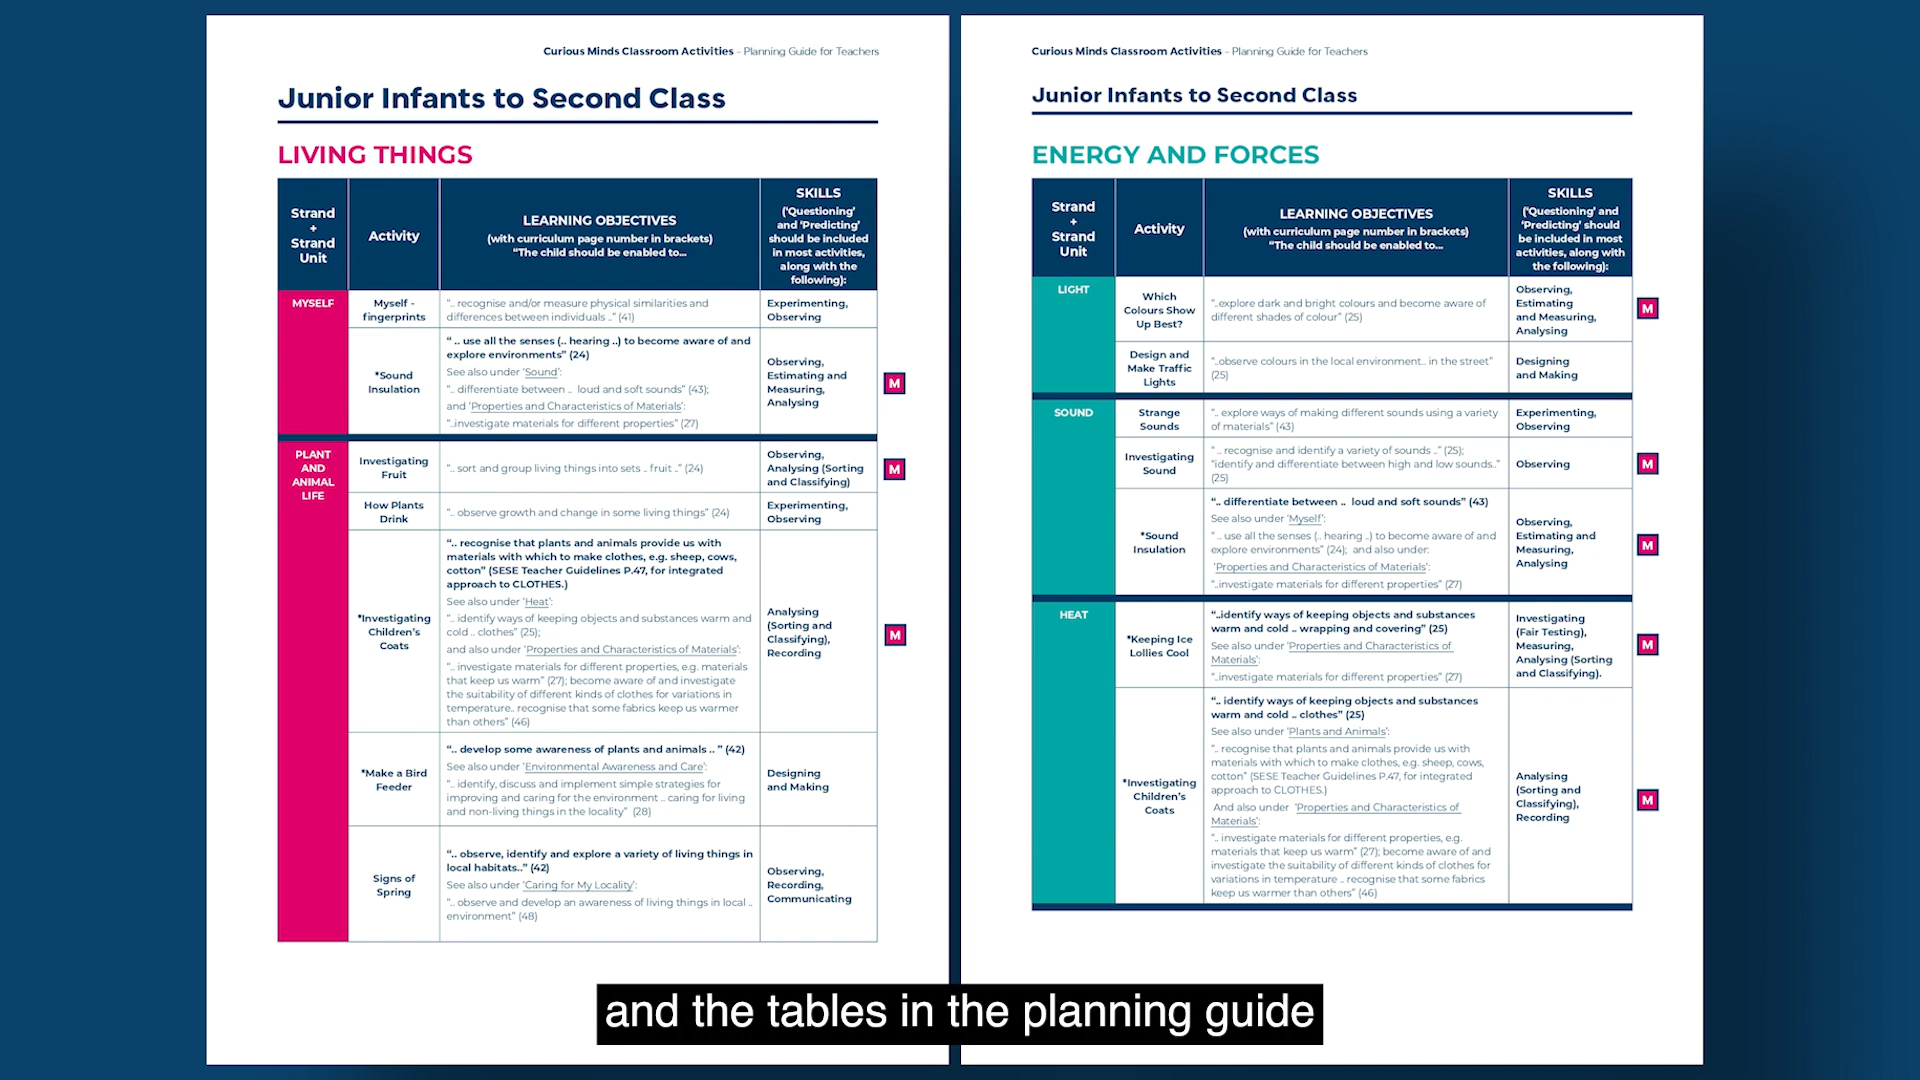 Curious Minds Classroom Activities - Planning Guide for Teachers
Junior Infants to Second Class
LIVING THINGS
Strand
+
Strand
Unit
Activity
LEARNING OBJECTIVES
(with curriculum page number in brackets)
"The child should be enabled to...
SKILLS
('Questioning'
and 'Predicting'
should be included
in most activities,
along with the
following):
MYSELF
Myself -
fingerprints
".. recognise and/or measure physical similarities and
differences between individuals .." (41)
Experimenting,
Observing
*Sound
Insulation
" .. use all the senses (.. hearing ..) to become aware of and
explore environments" (24)
See also under 'Sound':
".. differentiate between .. loud and soft sounds" (43);
and 'Properties and Characteristics of Materials':
"..investigate materials for different properties" (27)
Observing,
Estimating and
Measuring,
Analysing
M
PLANT
AND
ANIMAL
LIFE
Investigating
Fruit
".. sort and group living things into sets .. fruit .." (24)
Observing,
Analysing (Sorting
and Classifying)
M
How Plants
Drink
".. observe growth and change in some living things" (24)
Experimenting,
Observing
*Investigating
Children's
Coats
".. recognise that plants and animals provide us with
materials with which to make clothes, e.g. sheep, cows,
cotton" (SESE Teacher Guidelines P.47, for integrated
approach to CLOTHES.)
See also under 'Heat':
".. identify ways of keeping objects and substances warm and
cold .. clothes" (25);
and also under 'Properties and Characteristics of Materials':
".. investigate materials for different properties, e.g. materials
that keep us warm" (27); become aware of and investigate
the suitability of different kinds of clothes for variations in
temperature.. recognise that some fabrics keep us warmer
than others" (46)
Analysing
(Sorting and
Classifying),
Recording
M
*Make a Bird
Feeder
".. develop some awareness of plants and animals .. " (42)
See also under 'Environmental Awareness and Care':
".. identify, discuss and implement simple strategies for
improving and caring for the environment .. caring for living
and non-living things in the locality" (28)
Designing
and Making
Signs of
Spring
".. observe, identify and explore a variety of living things in
local habitats.." (42)
See also under 'Caring for My Locality':
".. observe and develop an awareness of living things in local ..
environment" (48)
Observing,
Recording,
Communicating
Curious Minds Classroom Activities - Planning Guide for Teachers
Junior Infants to Second Class
ENERGY AND FORCES
Strand
+
Strand
Unit
Activity
LEARNING OBJECTIVES
(with curriculum page number in brackets)
"The child should be enabled to...
SKILLS
('Questioning' and
'Predicting' should
be included in most
activities, along with
the following):
LIGHT
Which
Colours Show
Up Best?
"..explore dark and bright colours and become aware of
different shades of colour" (25)
Observing,
Estimating
and Measuring,
Analysing
M
Design and
Make Traffic
Lights
"..observe colours in the local environment.. in the street"
(25)
Designing
and Making
SOUND
Strange
Sounds
".. explore ways of making different sounds using a variety
of materials" (43)
Experimenting,
Observing
Investigating
Sound
" .. recognise and identify a variety of sounds .." (25);
"identify and differentiate between high and low sounds.."
(25)
Observing
M
*Sound
Insulation
".. differentiate between .. loud and soft sounds" (43)
See also under 'Myself':
" .. use all the senses (.. hearing ..) to become aware of and
explore environments" (24); and also under:
'Properties and Characteristics of Materials':
"..investigate materials for different properties" (27)
Observing,
Estimating and
Measuring,
Analysing
M
HEAT
*Keeping Ice
Lollies Cool
"..identify ways of keeping objects and substances
warm and cold .. wrapping and covering" (25)
See also under 'Properties and Characteristics of
Materials':
"..investigate materials for different properties" (27)
Investigating
(Fair Testing),
Measuring,
Analysing (Sorting
and Classifying).
M
*Investigating
Children's
Coats
".. identify ways of keeping objects and substances
warm and cold .. clothes" (25)
See also under 'Plants and Animals':
".. recognise that plants and animals provide us with
materials with which to make clothes, e.g. sheep, cows,
cotton" (SESE Teacher Guidelines P.47, for integrated
approach to CLOTHES.)
And also under 'Properties and Characteristics of
Materials':
".. investigate materials for different properties, e.g.
materials that keep us warm" (27); become aware of and
investigate the suitability of different kinds of clothes for
variations in temperature .. recognise that some fabrics
keep us warmer than others" (46)
Analysing
(Sorting and
Classifying),
Recording
M
and the tables in the planning guide